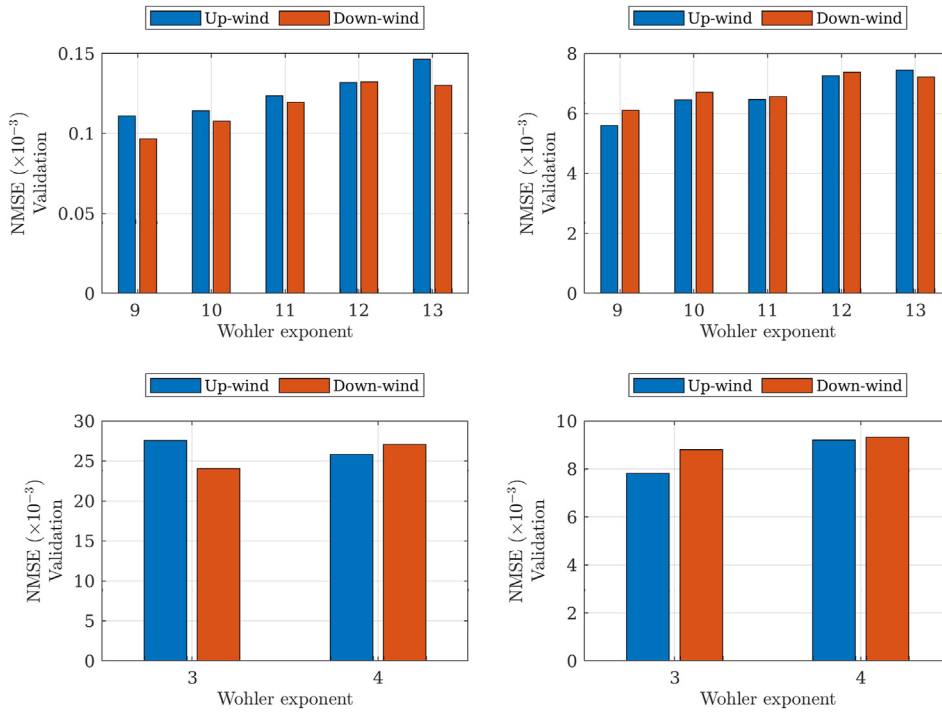 Up-wind Down-wind
NMSE (×10⁻³)
Validation
0.15
0.1
0.05
0
9 10 11 12 13
Wohler exponent
Up-wind Down-wind
NMSE (×10⁻³)
Validation
8
6
4
2
0
9 10 11 12 13
Wohler exponent
Up-wind Down-wind
NMSE (×10⁻³)
Validation
30
25
20
15
10
5
0
3 4
Wohler exponent
Up-wind Down-wind
NMSE (×10⁻³)
Validation
10
8
6
4
2
0
3 4
Wohler exponent